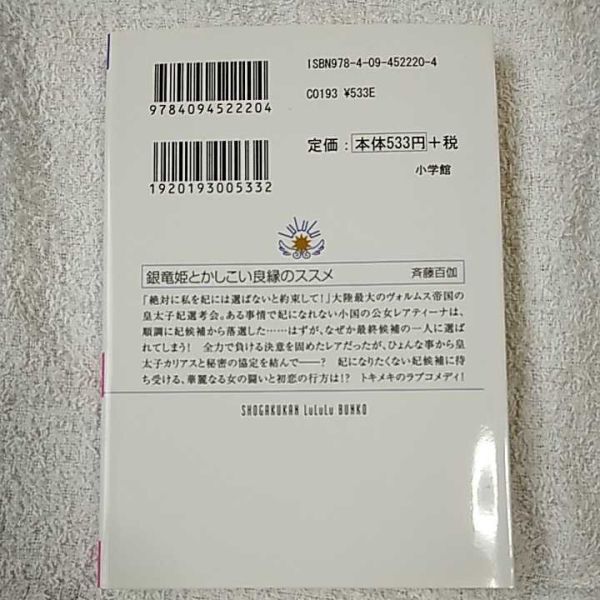 ISBN978-4-09-452220-4
C0193 ¥533E
9784094522204
定価：本体533円＋税
小学館
1920193005332
LULULU
銀竜姫とかしこい良縁のススメ 斉藤百伽
「絶対に私を妃には選ばないと約束して！」大陸最大のヴォルムス帝国の
皇太子妃選考会。ある事情で妃になれない小国の公女レアティーナは、
順調に妃候補から落選した……はずが、なぜか最終候補の一人に選ば
れてしまう！ 全力で負ける決意を固めたレアだったが、ひょんな事から皇
太子カリアスと秘密の協定を結んで――？ 妃になりたくない妃候補に待
ち受ける、華麗なる女の闘いと初恋の行方は!? トキメキのラブコメディ！
SHOGAKUKAN LuLuLu BUNKO